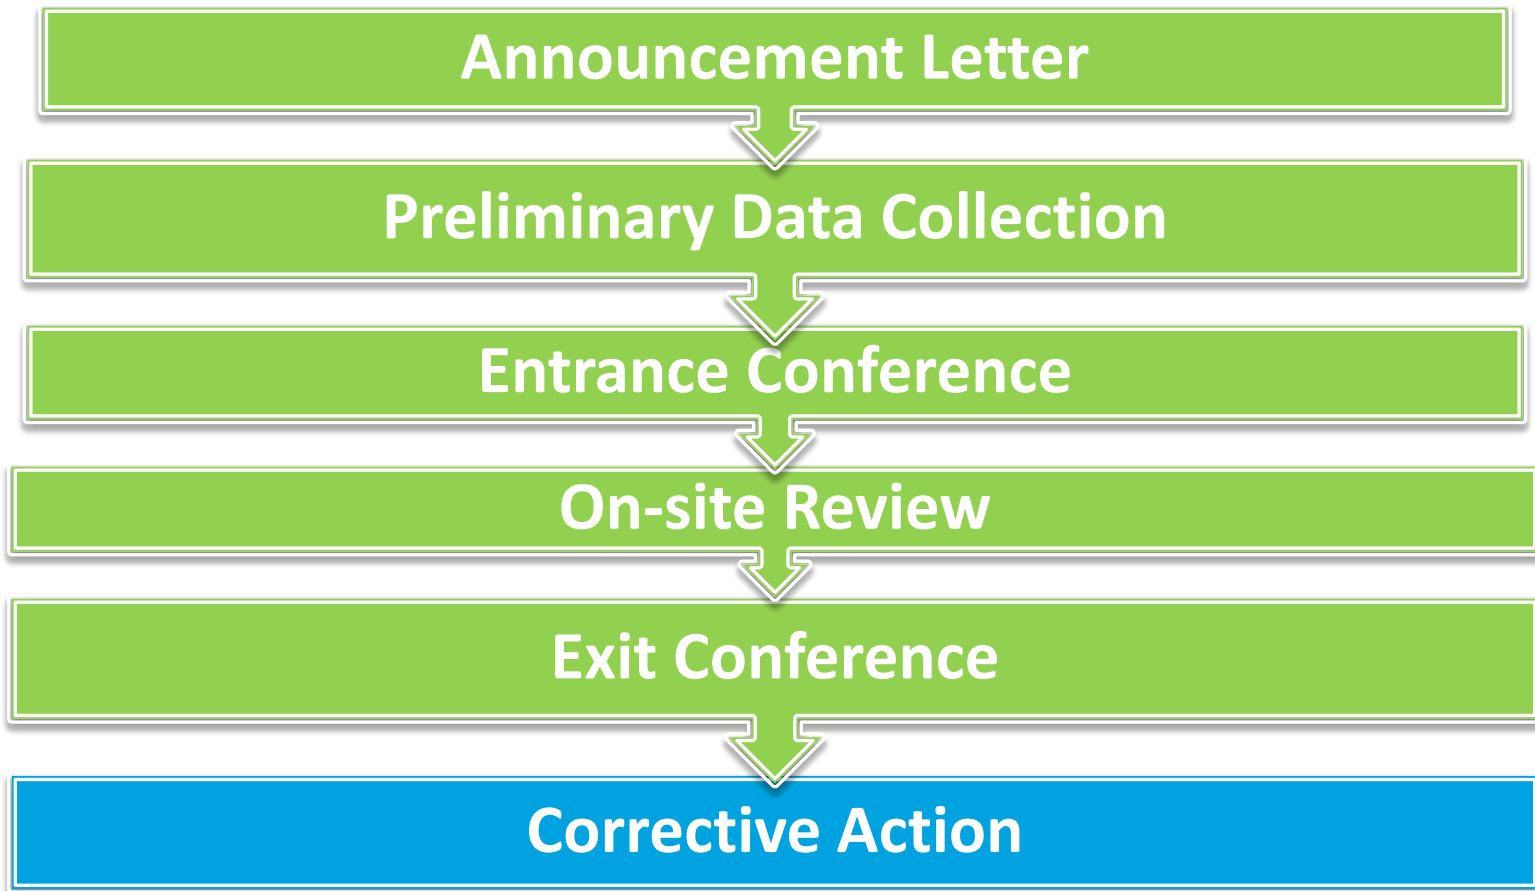 Announcement Letter
Preliminary Data Collection
Entrance Conference
On-site Review
Exit Conference
Corrective Action